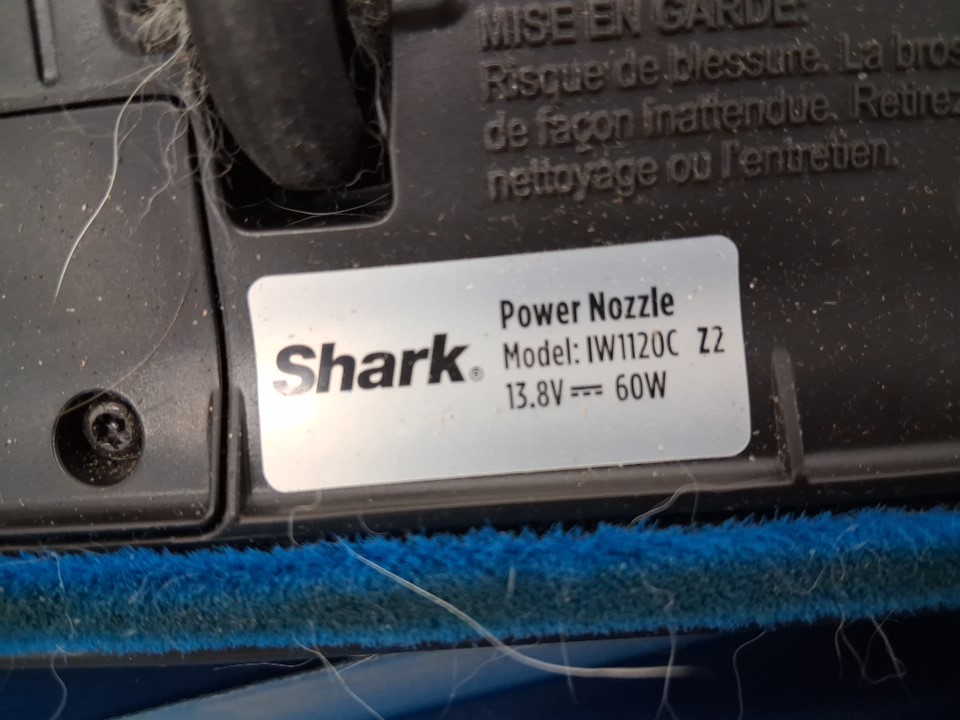 MISE EN GARDE:
Risque de blessure. La bros
de façon inattendue. Retirez
nettoyage ou l'entretien.
Shark®
Power Nozzle
Model: IW1120C Z2
13.8V ⎓ 60W